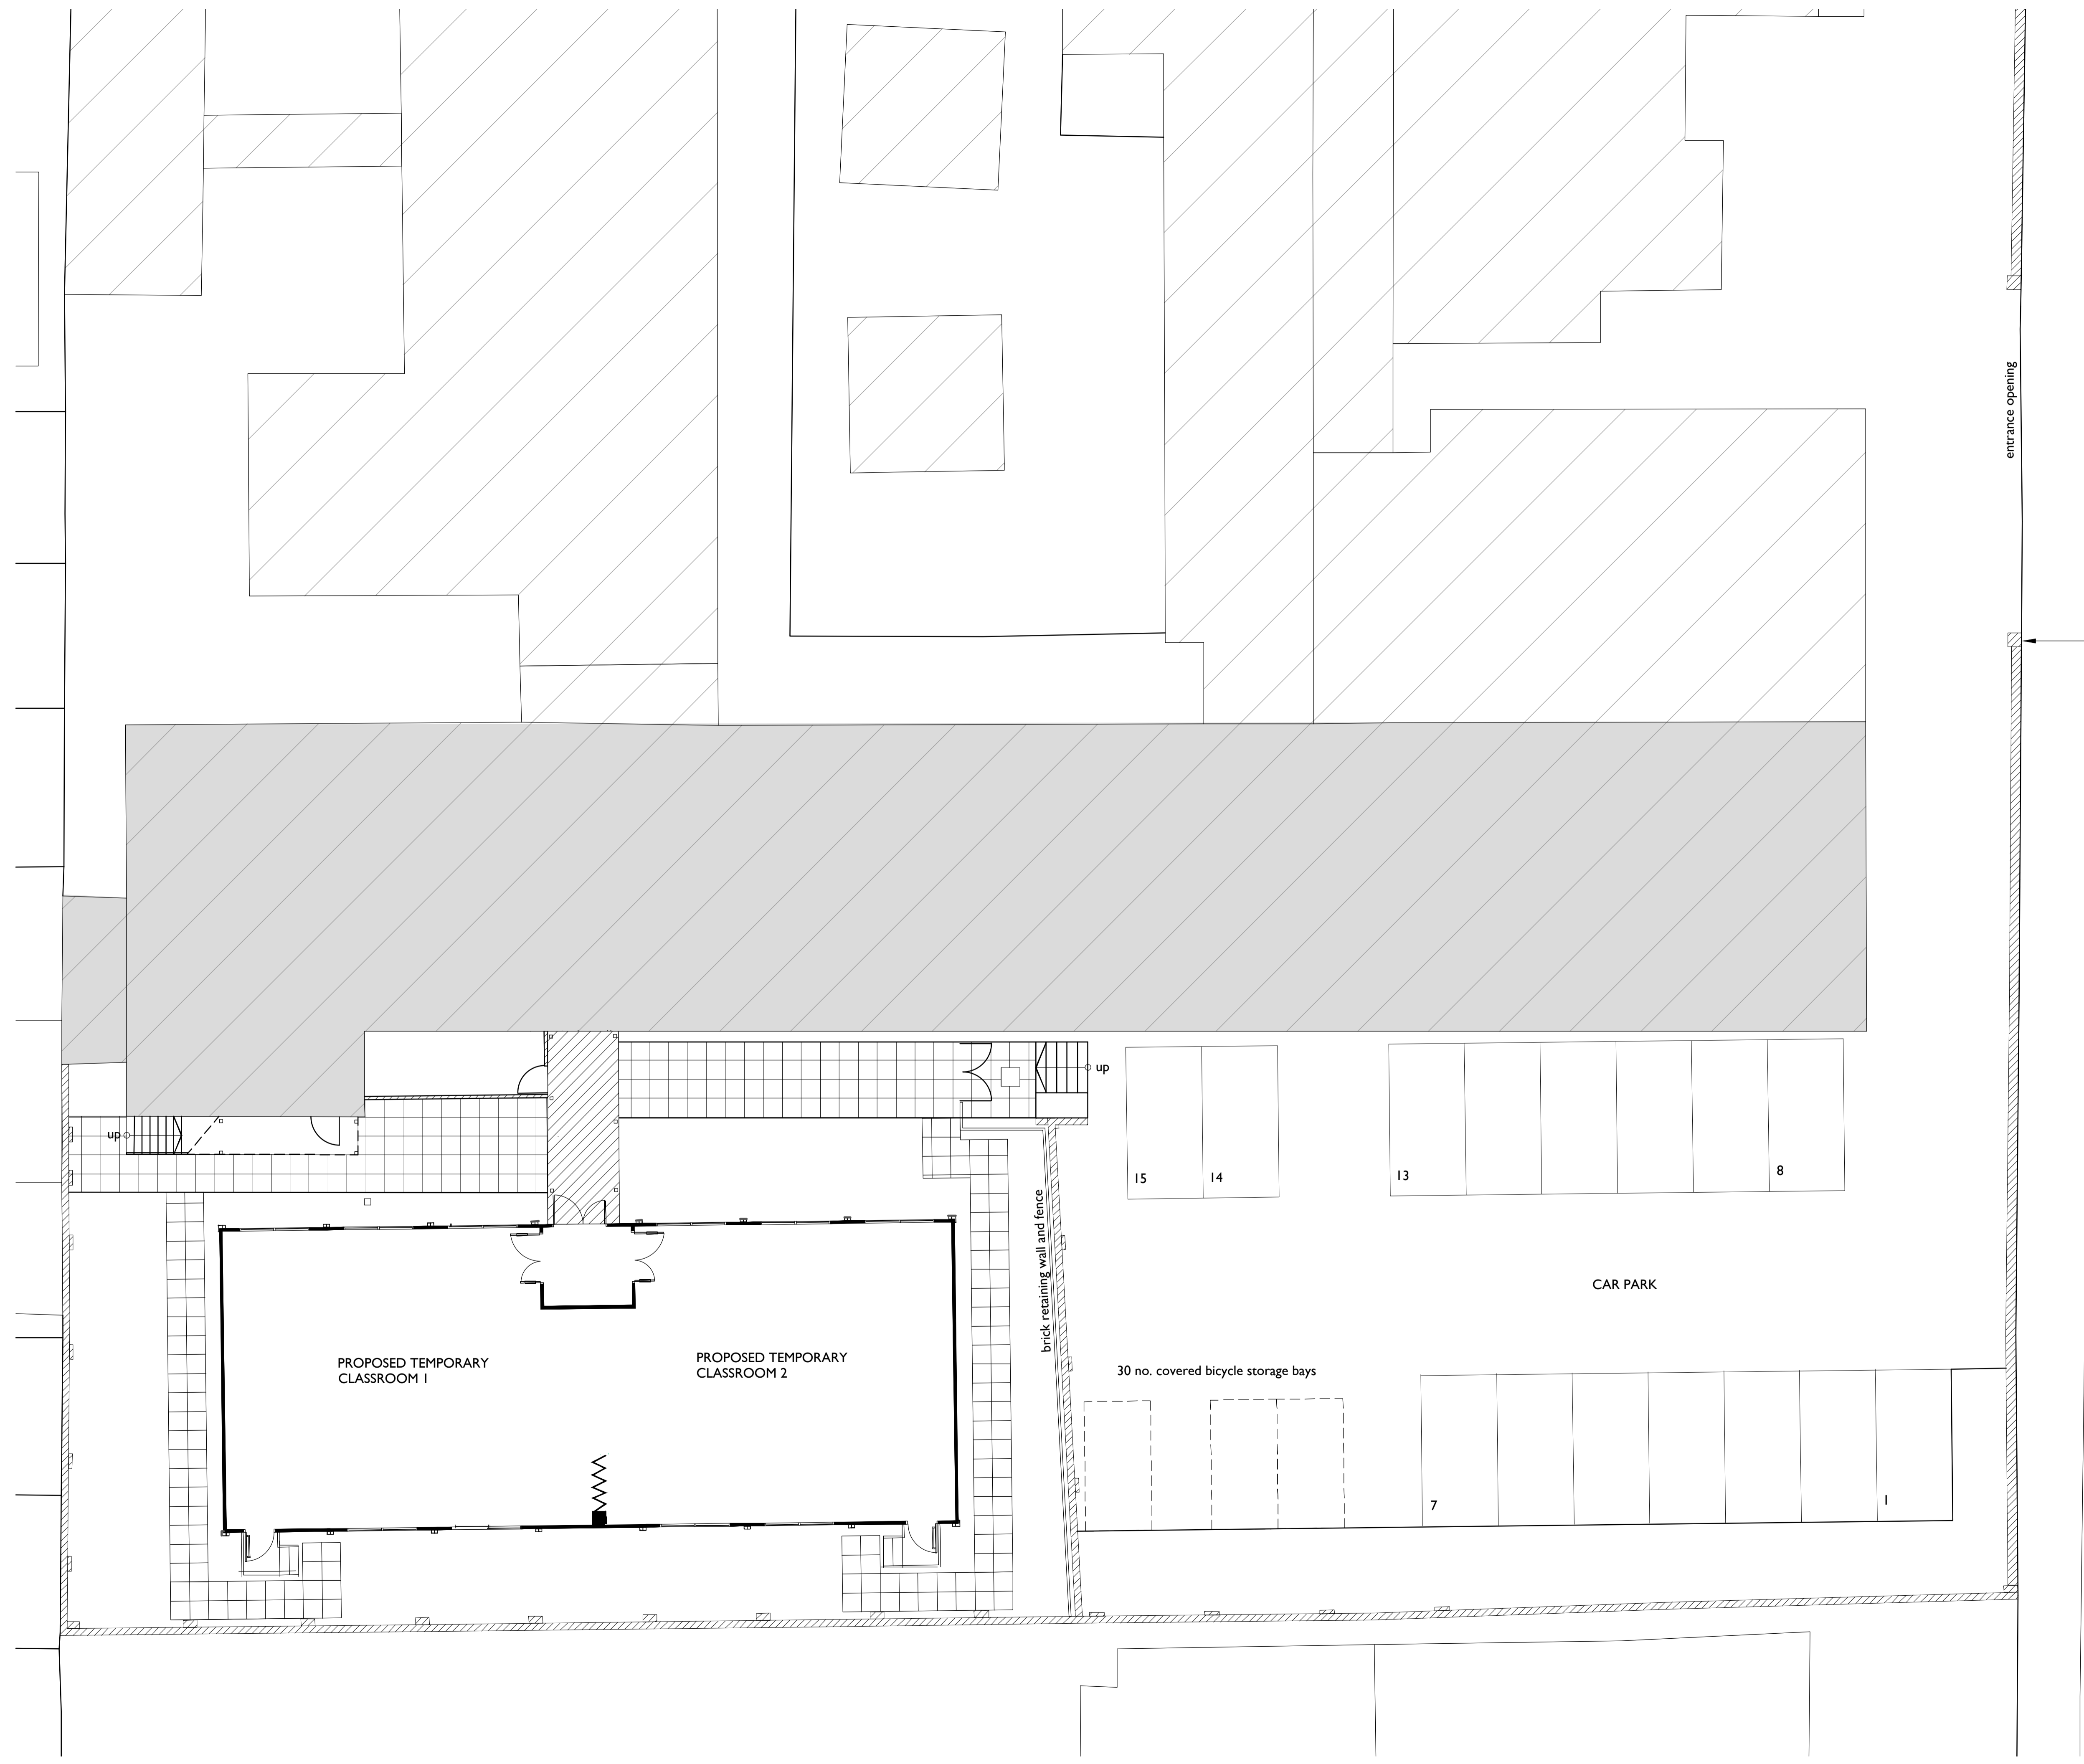 entrance opening
up
up
15
14
13
8
brick retaining wall and fence
CAR PARK
PROPOSED TEMPORARY
CLASSROOM 1
PROPOSED TEMPORARY
CLASSROOM 2
30 no. covered bicycle storage bays
7
1